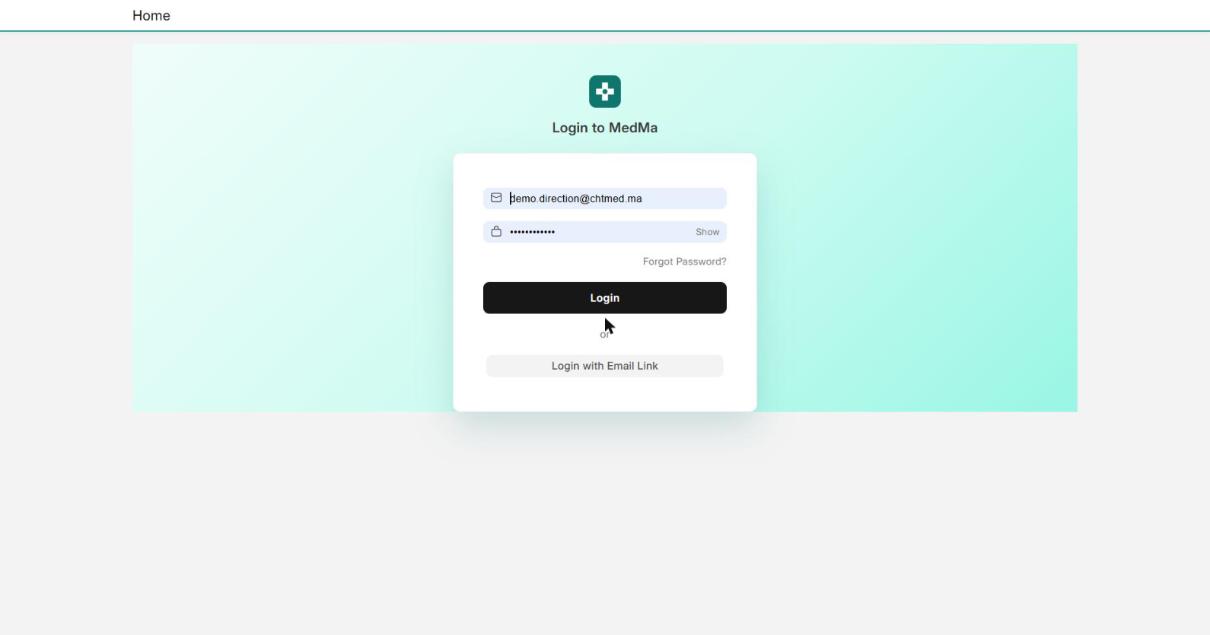 Home
Login to MedMa
demo.direction@chtmed.ma
•••••••••••• Show
Forgot Password?
Login
or
Login with Email Link